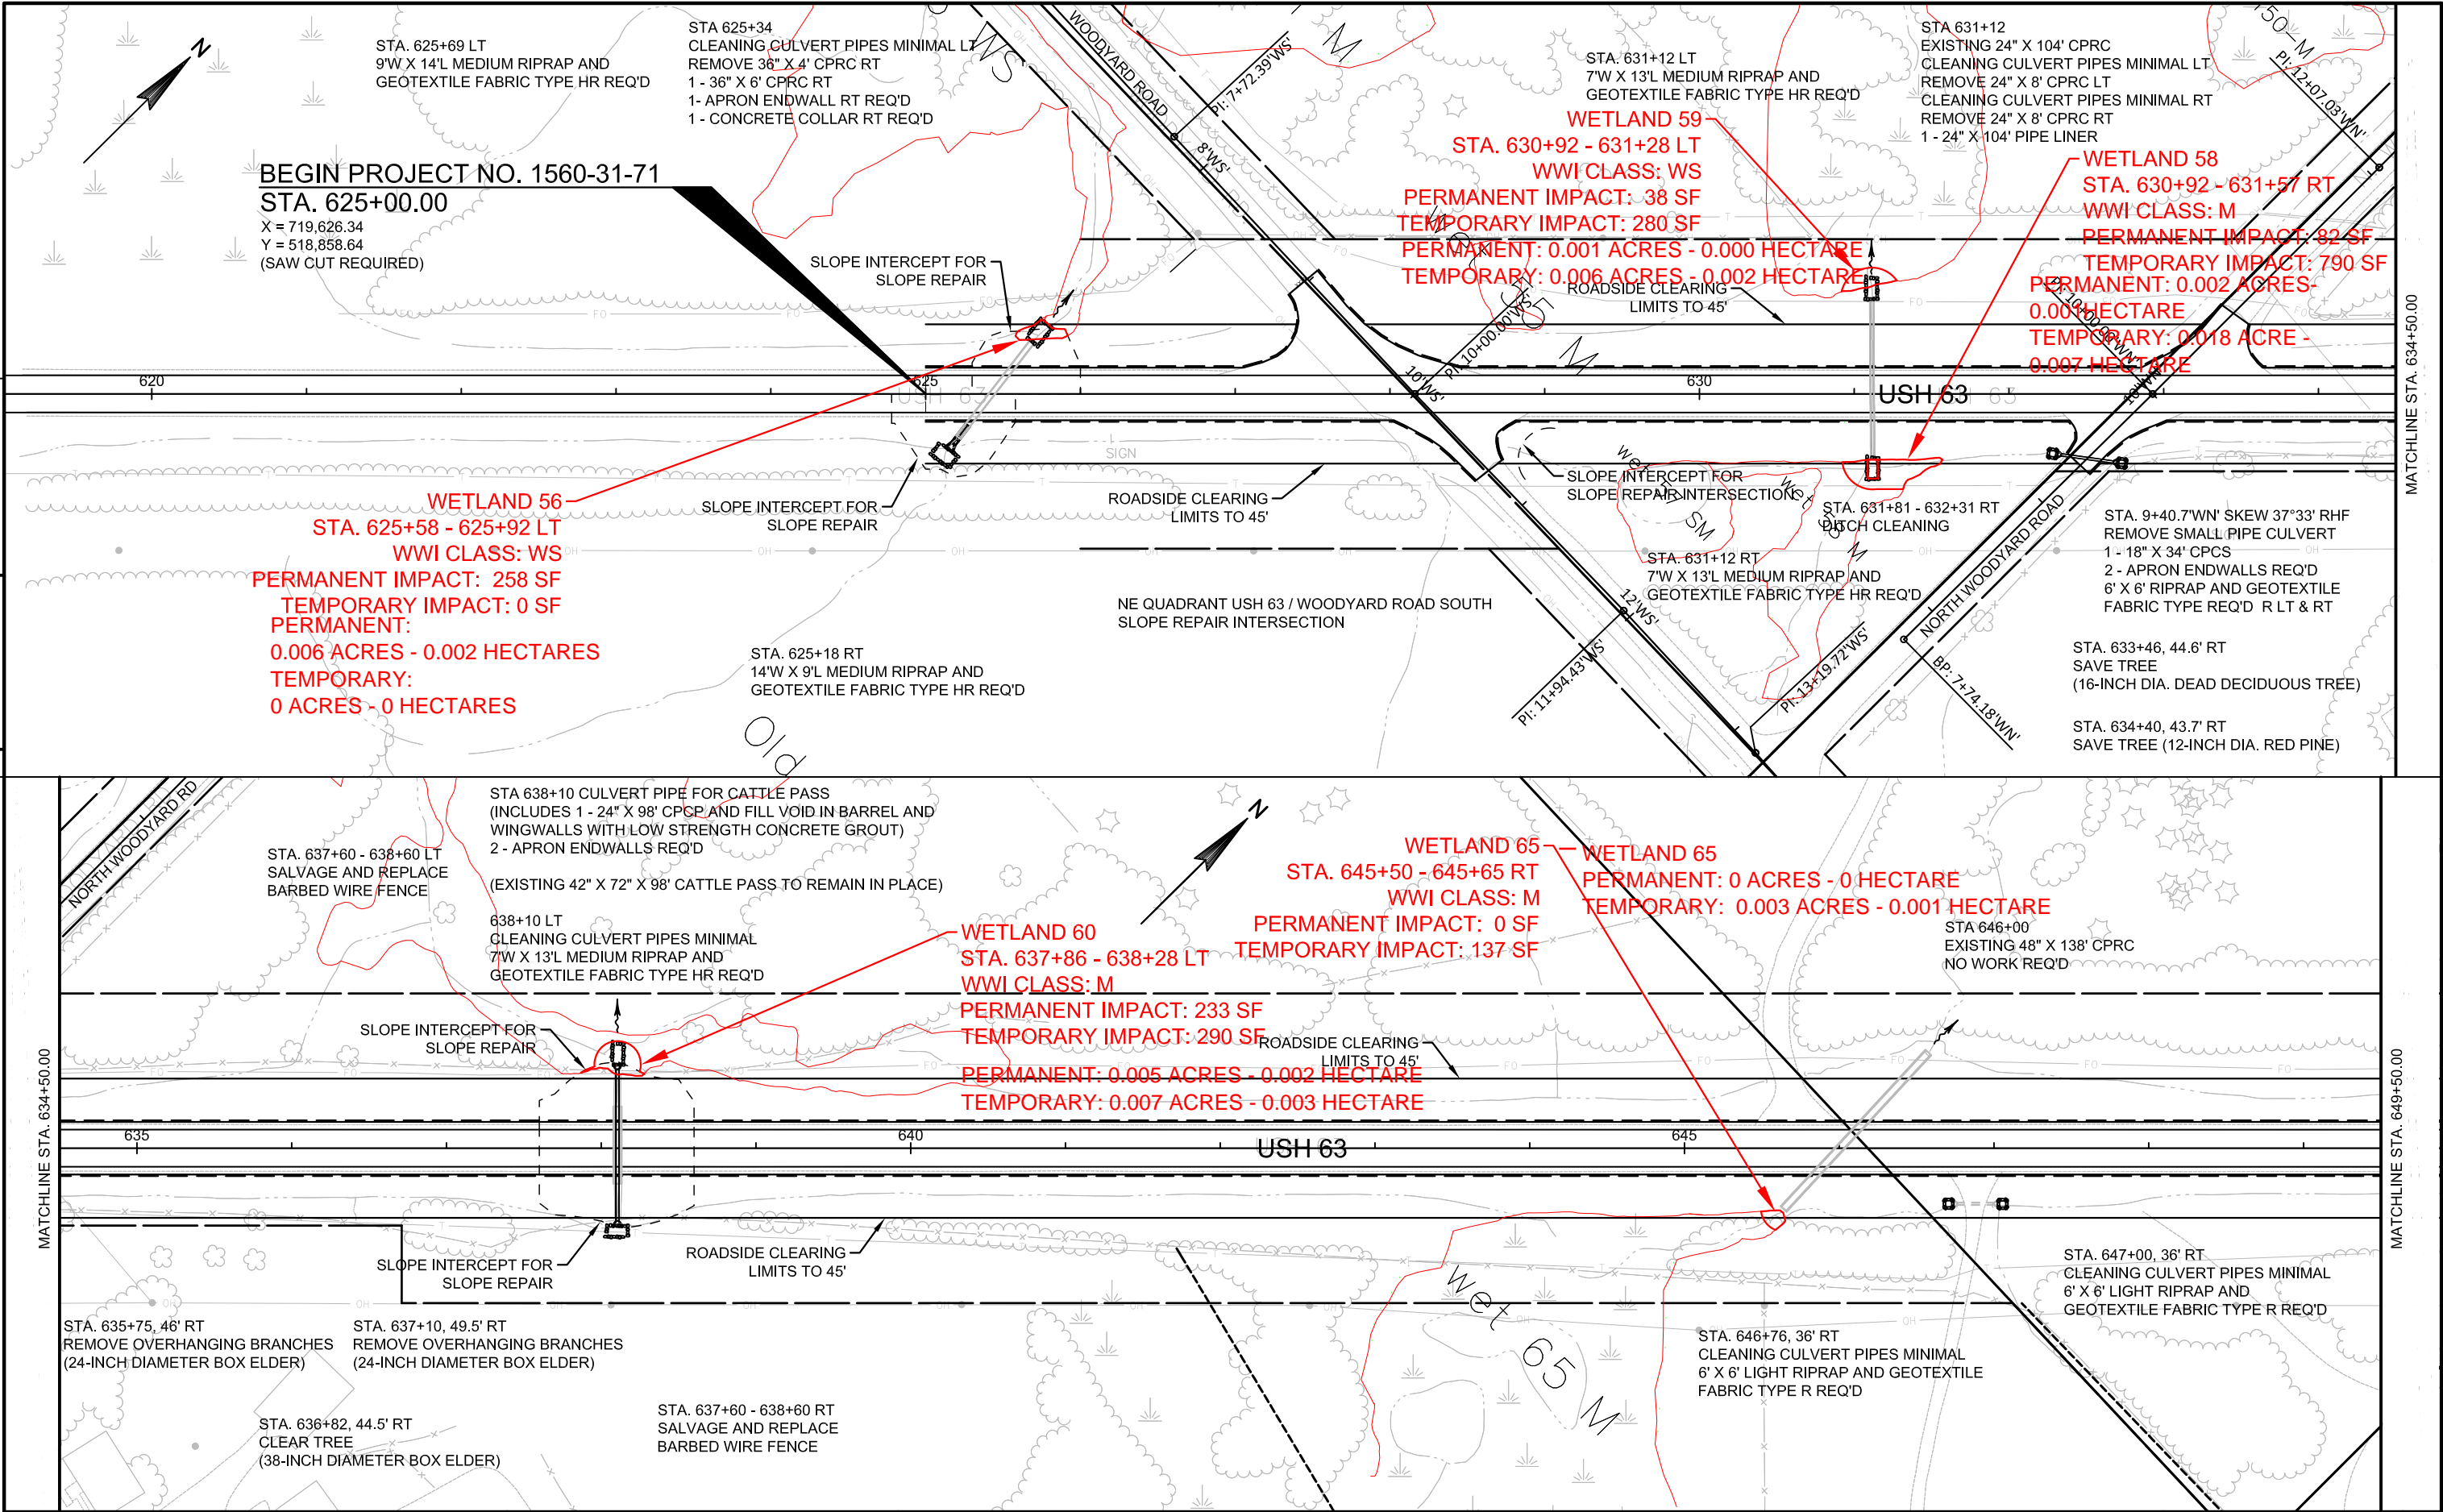 N
STA. 625+69 LT
9'W X 14'L MEDIUM RIPRAP AND
GEOTEXTILE FABRIC TYPE HR REQ'D
STA 625+34
CLEANING CULVERT PIPES MINIMAL LT
REMOVE 36" X 4' CPRC RT
1 - 36" X 6' CPRC RT
1- APRON ENDWALL RT REQ'D
1 - CONCRETE COLLAR RT REQ'D
WS
M
WOODYARD ROAD
8'WS'
PI: 7+72.39'WS'
STA. 631+12 LT
7'W X 13'L MEDIUM RIPRAP AND
GEOTEXTILE FABRIC TYPE HR REQ'D
STA 631+12
EXISTING 24" X 104' CPRC
CLEANING CULVERT PIPES MINIMAL LT
REMOVE 24" X 8' CPRC LT
CLEANING CULVERT PIPES MINIMAL RT
REMOVE 24" X 8' CPRC RT
1 - 24" X 104' PIPE LINER
PI: 12+07.03'WN'
BEGIN PROJECT NO. 1560-31-71
STA. 625+00.00
X = 719,626.34
Y = 518,858.64
(SAW CUT REQUIRED)
WETLAND 59
STA. 630+92 - 631+28 LT
WWI CLASS: WS
PERMANENT IMPACT: 38 SF
TEMPORARY IMPACT: 280 SF
PERMANENT: 0.001 ACRES - 0.000 HECTARE
TEMPORARY: 0.006 ACRES - 0.002 HECTARE
WETLAND 58
STA. 630+92 - 631+57 RT
WWI CLASS: M
PERMANENT IMPACT: 82 SF
TEMPORARY IMPACT: 790 SF
PERMANENT: 0.002 ACRES-
0.001HECTARE
TEMPORARY: 0.018 ACRE -
0.007 HECTARE
SLOPE INTERCEPT FOR
SLOPE REPAIR
ROADSIDE CLEARING
LIMITS TO 45'
PI: 10+00.00'WS'
10'WS'
PI: 10+00.00'WN'
10'WN'
M
620
625
630
USH 63
USH 63
MATCHLINE STA. 634+50.00
SIGN
WETLAND 56
STA. 625+58 - 625+92 LT
WWI CLASS: WS
PERMANENT IMPACT: 258 SF
TEMPORARY IMPACT: 0 SF
PERMANENT:
0.006 ACRES - 0.002 HECTARES
TEMPORARY:
0 ACRES - 0 HECTARES
SLOPE INTERCEPT FOR
SLOPE REPAIR
ROADSIDE CLEARING
LIMITS TO 45'
SLOPE INTERCEPT FOR
SLOPE REPAIR INTERSECTION
STA. 631+81 - 632+31 RT
DITCH CLEANING
STA. 631+12 RT
7'W X 13'L MEDIUM RIPRAP AND
GEOTEXTILE FABRIC TYPE HR REQ'D
NE QUADRANT USH 63 / WOODYARD ROAD SOUTH
SLOPE REPAIR INTERSECTION
STA. 625+18 RT
14'W X 9'L MEDIUM RIPRAP AND
GEOTEXTILE FABRIC TYPE HR REQ'D
Old
12'WS'
PI: 11+94.43'WS'
PI: 13+19.72'WS'
NORTH WOODYARD ROAD
BP: 7+74.18'WN'
STA. 9+40.7'WN' SKEW 37°33' RHF
REMOVE SMALL PIPE CULVERT
1 - 18" X 34' CPCS
2 - APRON ENDWALLS REQ'D
6' X 6' RIPRAP AND GEOTEXTILE
FABRIC TYPE REQ'D R LT & RT
STA. 633+46, 44.6' RT
SAVE TREE
(16-INCH DIA. DEAD DECIDUOUS TREE)
STA. 634+40, 43.7' RT
SAVE TREE (12-INCH DIA. RED PINE)
MATCHLINE STA. 634+50.00
NORTH WOODYARD RD
STA. 637+60 - 638+60 LT
SALVAGE AND REPLACE
BARBED WIRE FENCE
STA 638+10 CULVERT PIPE FOR CATTLE PASS
(INCLUDES 1 - 24" X 98' CPCP AND FILL VOID IN BARREL AND
WINGWALLS WITH LOW STRENGTH CONCRETE GROUT)
2 - APRON ENDWALLS REQ'D
(EXISTING 42" X 72" X 98' CATTLE PASS TO REMAIN IN PLACE)
638+10 LT
CLEANING CULVERT PIPES MINIMAL
7'W X 13'L MEDIUM RIPRAP AND
GEOTEXTILE FABRIC TYPE HR REQ'D
N
WETLAND 65
STA. 645+50 - 645+65 RT
WWI CLASS: M
PERMANENT IMPACT: 0 SF
TEMPORARY IMPACT: 137 SF
WETLAND 65
PERMANENT: 0 ACRES - 0 HECTARE
TEMPORARY: 0.003 ACRES - 0.001 HECTARE
STA 646+00
EXISTING 48" X 138' CPRC
NO WORK REQ'D
WETLAND 60
STA. 637+86 - 638+28 LT
WWI CLASS: M
PERMANENT IMPACT: 233 SF
TEMPORARY IMPACT: 290 SF
PERMANENT: 0.005 ACRES - 0.002 HECTARE
TEMPORARY: 0.007 ACRES - 0.003 HECTARE
SLOPE INTERCEPT FOR
SLOPE REPAIR
ROADSIDE CLEARING
LIMITS TO 45'
635
640
645
USH 63
MATCHLINE STA. 649+50.00
SLOPE INTERCEPT FOR
SLOPE REPAIR
ROADSIDE CLEARING
LIMITS TO 45'
STA. 635+75, 46' RT
REMOVE OVERHANGING BRANCHES
(24-INCH DIAMETER BOX ELDER)
STA. 637+10, 49.5' RT
REMOVE OVERHANGING BRANCHES
(24-INCH DIAMETER BOX ELDER)
STA. 636+82, 44.5' RT
CLEAR TREE
(38-INCH DIAMETER BOX ELDER)
STA. 637+60 - 638+60 RT
SALVAGE AND REPLACE
BARBED WIRE FENCE
wet 65 M
STA. 646+76, 36' RT
CLEANING CULVERT PIPES MINIMAL
6' X 6' LIGHT RIPRAP AND GEOTEXTILE
FABRIC TYPE R REQ'D
STA. 647+00, 36' RT
CLEANING CULVERT PIPES MINIMAL
6' X 6' LIGHT RIPRAP AND
GEOTEXTILE FABRIC TYPE R REQ'D